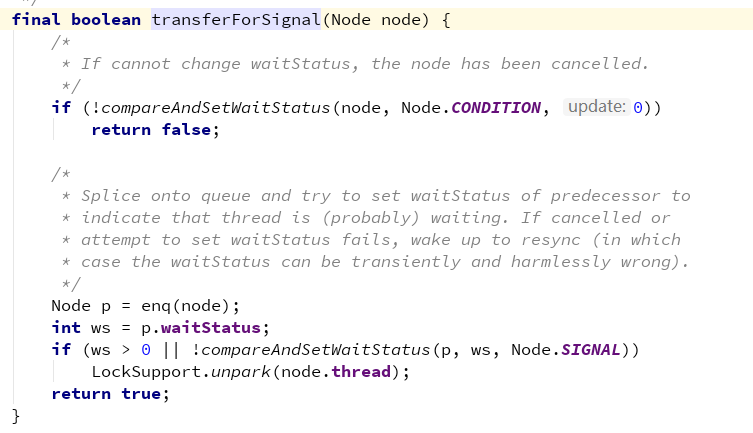 */
final boolean transferForSignal(Node node) {
/*
* If cannot change waitStatus, the node has been cancelled.
*/
if (!compareAndSetWaitStatus(node, Node.CONDITION, update: 0))
return false;
/*
* Splice onto queue and try to set waitStatus of predecessor to
* indicate that thread is (probably) waiting. If cancelled or
* attempt to set waitStatus fails, wake up to resync (in which
* case the waitStatus can be transiently and harmlessly wrong).
*/
Node p = enq(node);
int ws = p.waitStatus;
if (ws > 0 || !compareAndSetWaitStatus(p, ws, Node.SIGNAL))
LockSupport.unpark(node.thread);
return true;
}